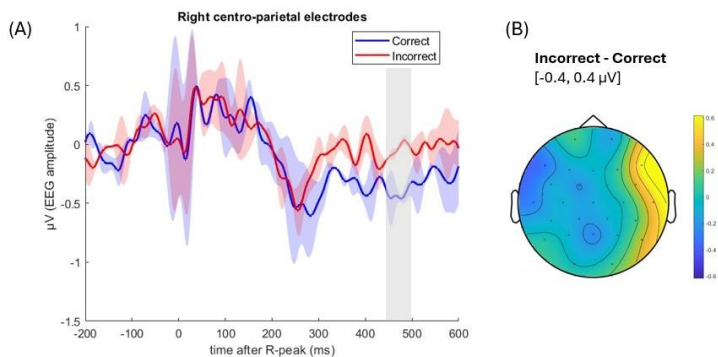 (A)
Right centro-parietal electrodes
Correct
Incorrect
1
0.5
0
-0.5
-1
-1.5
µV (EEG amplitude)
-200
-100
0
100
200
300
400
500
600
time after R-peak (ms)
(B)
Incorrect - Correct
[-0.4, 0.4 µV]
0.8
0.6
0.4
0.2
0
-0.2
-0.4
-0.6